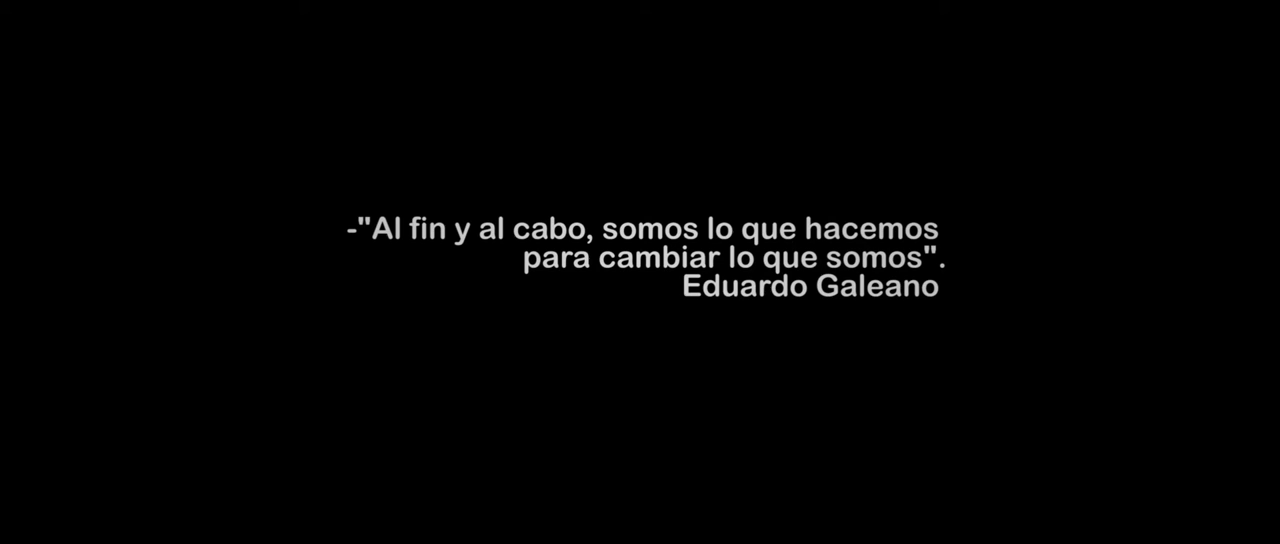 -"Al fin y al cabo, somos lo que hacemos
para cambiar lo que somos".
Eduardo Galeano